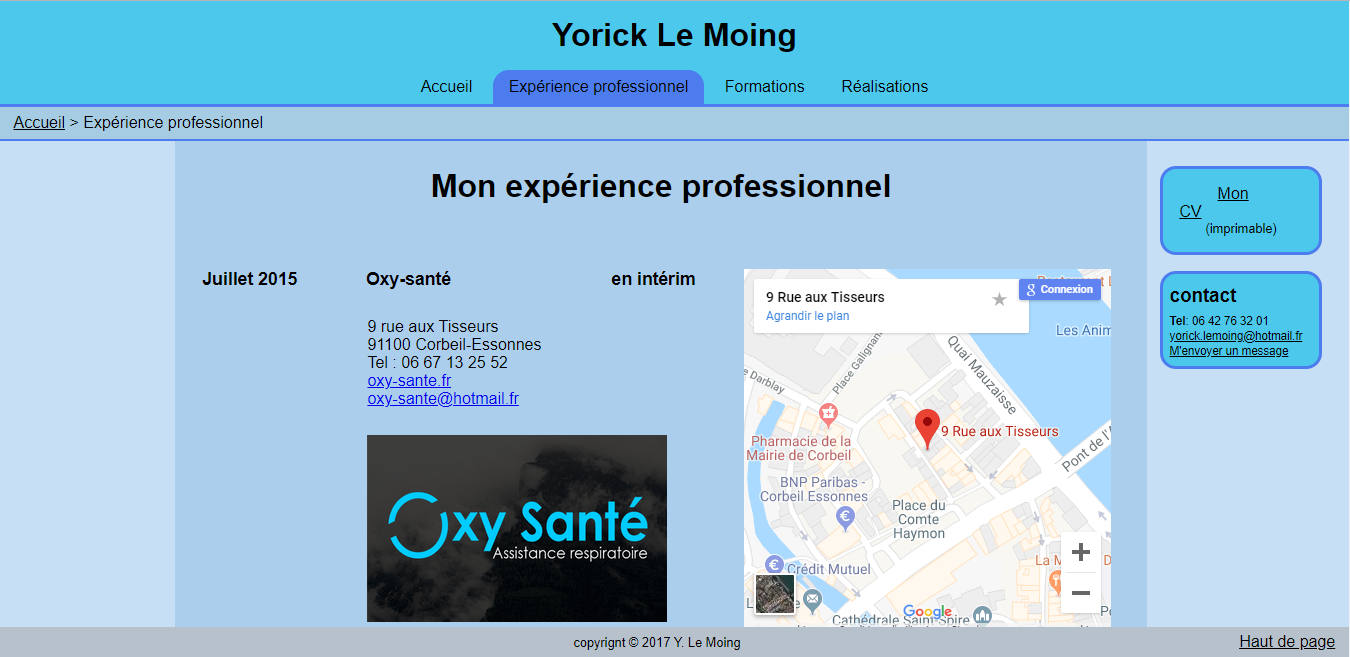 Yorick Le Moing
Accueil Expérience professionnel Formations Réalisations
Accueil > Expérience professionnel
Mon expérience professionnel
Mon
CV
(imprimable)
contact
Tel: 06 42 76 32 01
yorick.lemoing@hotmail.fr
M'envoyer un message
Juillet 2015 Oxy-santé en intérim
9 rue aux Tisseurs
91100 Corbeil-Essonnes
Tel : 06 67 13 25 52
oxy-sante.fr
oxy-sante@hotmail.fr
Oxy Santé
Assistance respiratoire
9 Rue aux Tisseurs
Agrandir le plan
Connexion
Les Anim
Place Galignan
Quai Mauzaisse
Darblay
9 Rue aux Tisseurs
Pharmacie de la
Mairie de Corbeil
Pont de l'
BNP Paribas -
Corbeil Essonnes
Place du
Comte
Haymon
Crédit Mutuel
La M
Google
Cathédrale Saint Spire
copyrignt © 2017 Y. Le Moing
Haut de page